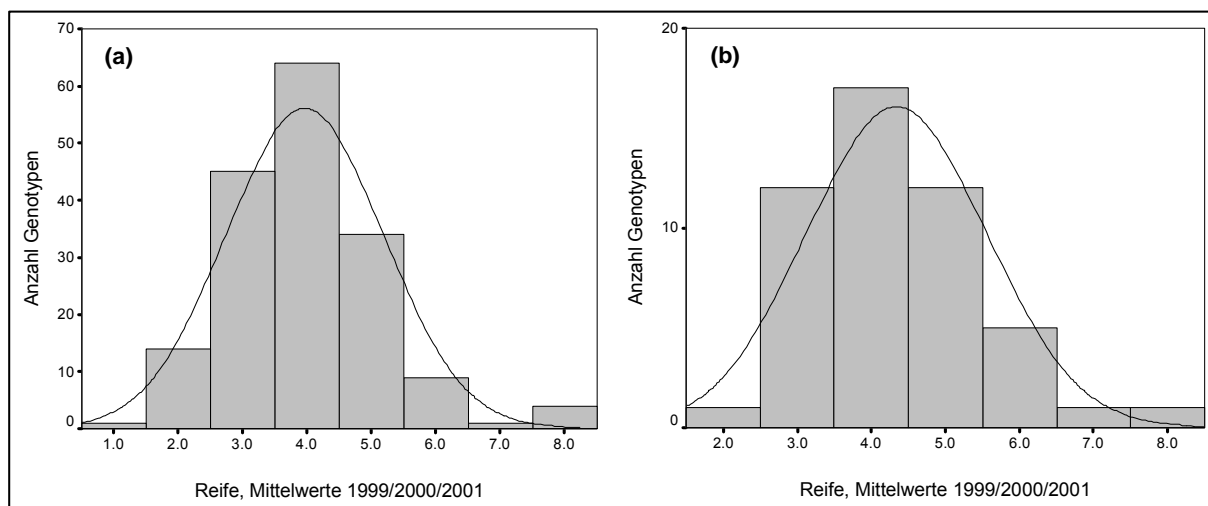 (a)
Anzahl Genotypen
70
60
50
40
30
20
10
0
1.0 2.0 3.0 4.0 5.0 6.0 7.0 8.0
Reife, Mittelwerte 1999/2000/2001
(b)
Anzahl Genotypen
20
10
0
2.0 3.0 4.0 5.0 6.0 7.0 8.0
Reife, Mittelwerte 1999/2000/2001